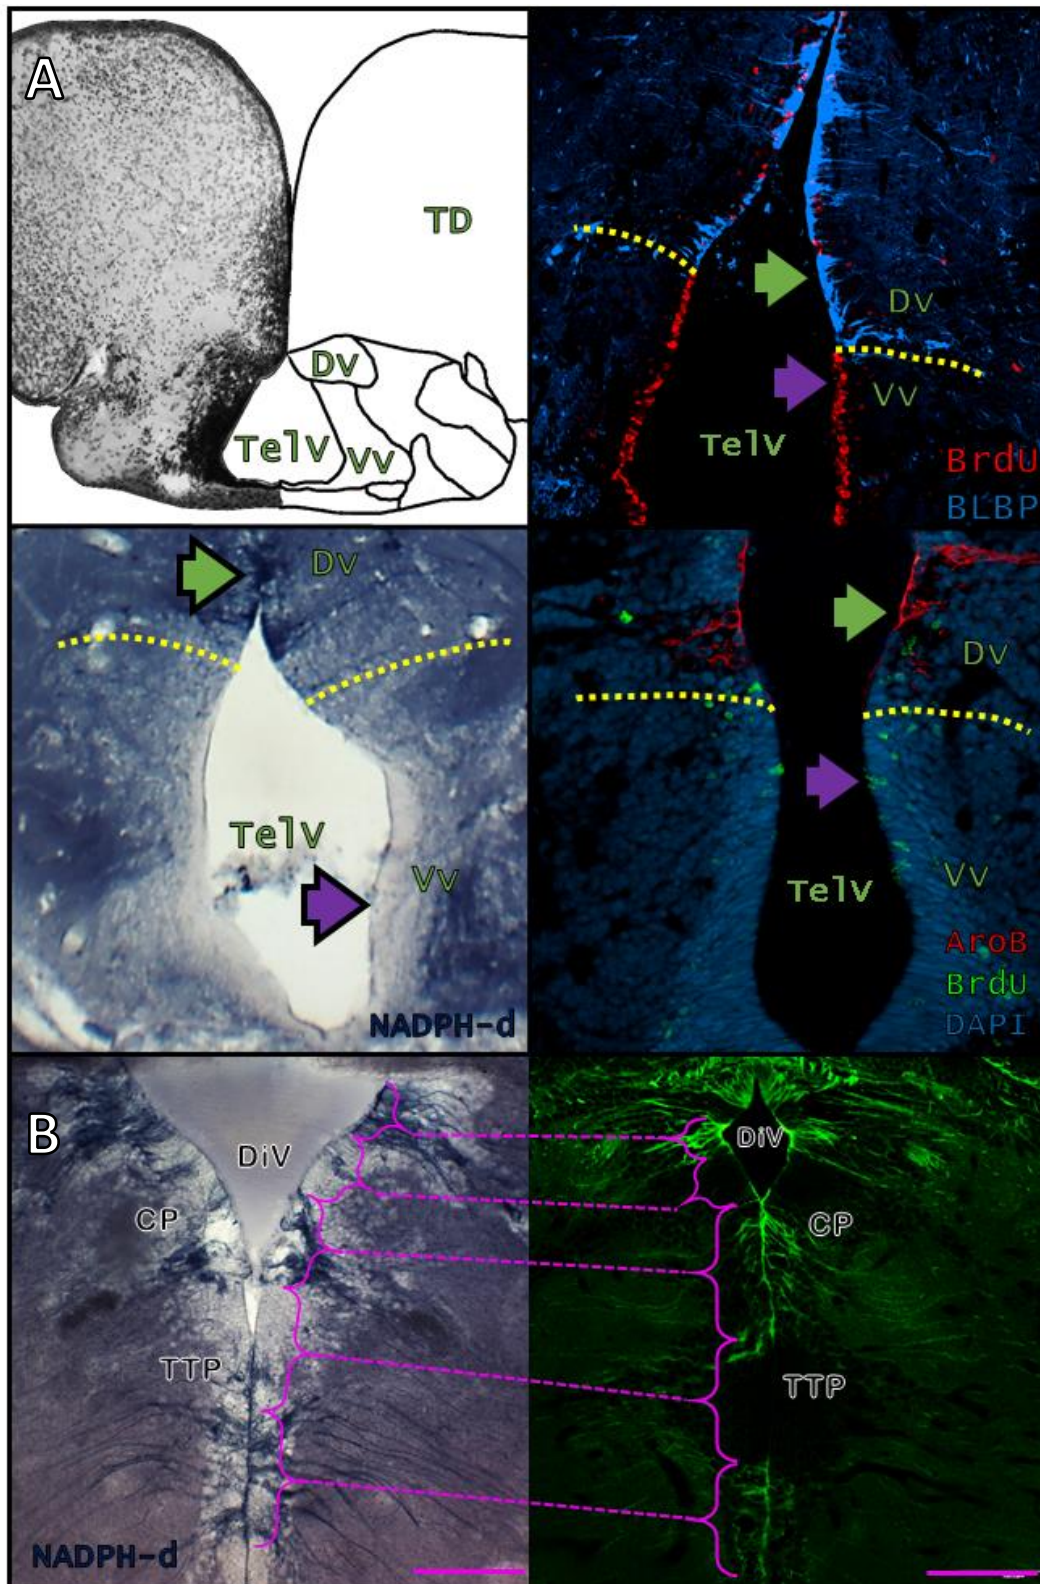 A
TD
Dv
TelV
Vv
Dv
Vv
TelV
BrdU
BLBP
Dv
TelV
Vv
NADPH-d
Dv
Vv
TelV
AroB
BrdU
DAPI
B
DiV
CP
TTP
NADPH-d
DiV
CP
TTP